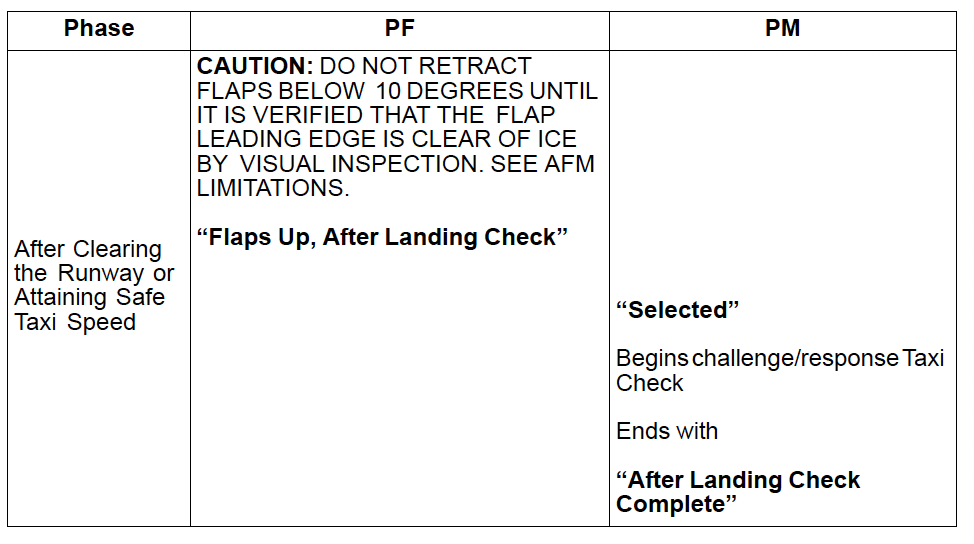 Phase
PF
PM
After Clearing
the Runway or
Attaining Safe
Taxi Speed
CAUTION: DO NOT RETRACT
FLAPS BELOW 10 DEGREES UNTIL
IT IS VERIFIED THAT THE FLAP
LEADING EDGE IS CLEAR OF ICE
BY VISUAL INSPECTION. SEE AFM
LIMITATIONS.
“Flaps Up, After Landing Check”
“Selected”
Begins challenge/response Taxi
Check
Ends with
“After Landing Check
Complete”